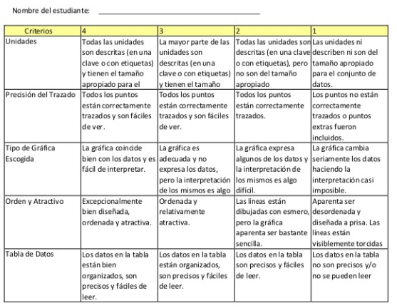 Nombre del estudiante: ________________________________________
Criterios 4 3 2 1
Unidades
Todas las unidades
son descritas (en una
clave o con etiquetas)
y tienen el tamaño
apropiado para el
La mayor parte de las
unidades son
descritas (en una
clave o con etiquetas)
y tienen el tamaño
Todas las unidades son
descritas (en una clave
o con etiquetas), pero
no son del tamaño
apropiado
Las unidades ni
describen ni son del
tamaño apropiado
para el conjunto de
datos.
Precisión del Trazado
Todos los puntos
están correctamente
trazados y son fáciles
de ver.
Todos los puntos
están correctamente
trazados y son fáciles
de ver.
Todos los puntos
están correctamente
trazados.
Los puntos no están
correctamente
trazados o puntos
extras fueron
incluidos.
Tipo de Gráfica
Escogida
La gráfica coincide
bien con los datos y es
fácil de interpretar.
La gráfica es
adecuada y no
expresa los datos,
pero la interpretación
de los mismos es algo
La gráfica expresa
algunos de los datos y
la interpretación de
los mismos es algo
difícil.
La gráfica cambia
seriamente los datos
haciendo la
interpretación casi
imposible.
Orden y Atractivo
Excepcionalmente
bien diseñada,
ordenada y atractiva.
Ordenada y
relativamente
atractiva.
Las líneas están
dibujadas con esmero,
pero la gráfica
aparenta ser bastante
sencilla.
Aparenta ser
desordenada y
diseñada a prisa. Las
líneas están
visiblemente torcidas
Tabla de Datos
Los datos en la tabla
están bien
organizados, son
precisos y fáciles de
leer.
Los datos en la tabla
están organizados,
son precisos y fáciles
de leer.
Los datos en la tabla
son precisos y fáciles
de leer.
Los datos en la tabla
no son precisos y/o
no se pueden leer